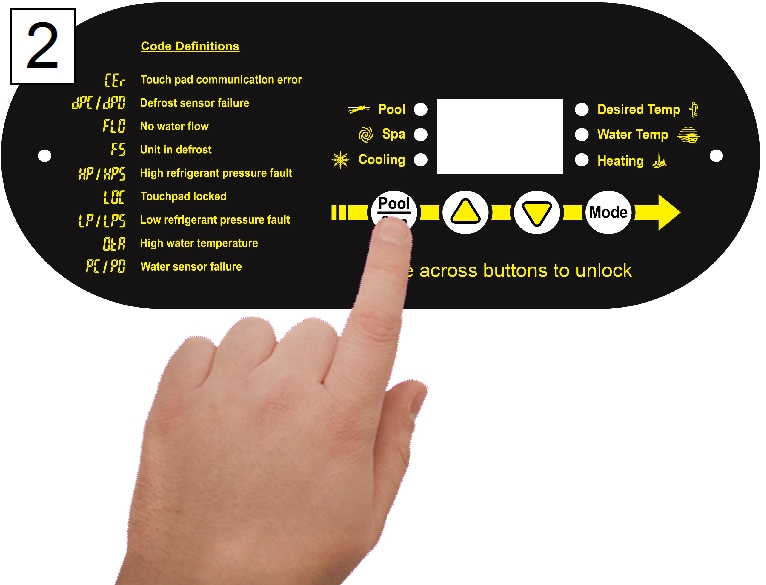 2
Code Definitions
CEr Touch pad communication error
dPC/dPO Defrost sensor failure
FLO No water flow
FS Unit in defrost
HP/HPS High refrigerant pressure fault
LOC Touchpad locked
LP/LPS Low refrigerant pressure fault
OtA High water temperature
PC/PO Water sensor failure
Pool
Spa
Cooling
Desired Temp
Water Temp
Heating
Pool
Mode
across buttons to unlock